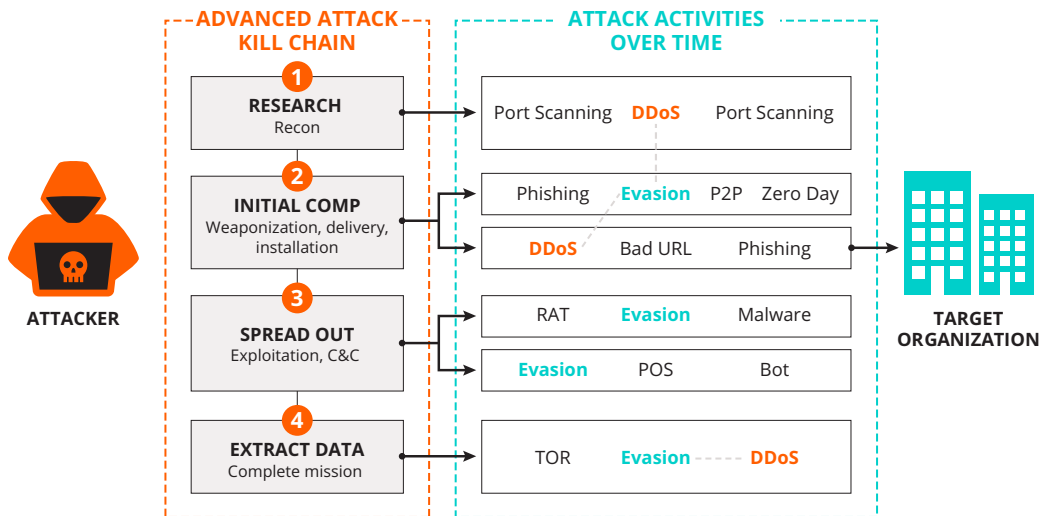 ADVANCED ATTACK
KILL CHAIN
ATTACK ACTIVITIES
OVER TIME
1
RESEARCH
Recon
Port Scanning DDoS Port Scanning
2
INITIAL COMP
Weaponization, delivery,
installation
Phishing Evasion P2P Zero Day
DDoS Bad URL Phishing
ATTACKER
3
SPREAD OUT
Exploitation, C&C
RAT Evasion Malware
Evasion POS Bot
TARGET
ORGANIZATION
4
EXTRACT DATA
Complete mission
TOR Evasion DDoS